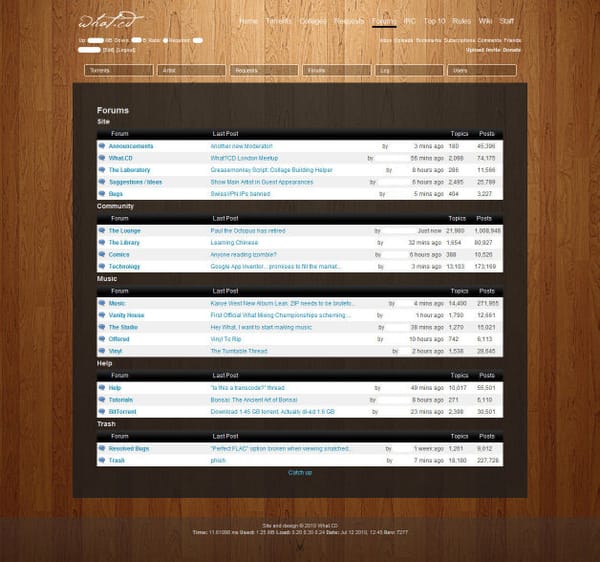 what.cd
Home Torrents Collages Requests Forums IRC Top 10 Rules Wiki Staff
Up: GB Down: B Ratio: Required:
[Edit] [Logout]
Inbox Uploads Bookmarks Subscriptions Comments Friends
Upload Invite Donate
Torrents Artist Requests Forums Log Users
Forums
Site
Forum Last Post Topics Posts
Announcements Another new Moderator! by 3 mins ago 180 45,396
What.CD What?CD London Meetup by 56 mins ago 2,098 74,175
The Laboratory Greasemonkey Script: Collage Building Helper by 8 hours ago 286 11,566
Suggestions / Ideas Show Main Artist in Guest Appearances by 6 hours ago 2,495 25,789
Bugs SwissVPN IPs banned by 5 mins ago 404 3,227
Community
Forum Last Post Topics Posts
The Lounge Paul the Octopus has retired by Just now 21,980 1,008,948
The Library Learning Chinese by 32 mins ago 1,654 80,927
Comics Anyone reading izombie? by 6 hours ago 388 10,526
Technology Google App Inventor... promises to fill the market... by 3 mins ago 13,103 173,169
Music
Forum Last Post Topics Posts
Music Kanye West New Album Leak. ZIP needs to be brutefo... by 4 mins ago 14,400 271,955
Vanity House First Official What Mixing Championships scheming ... by 1 hour ago 1,790 12,661
The Studio Hey What, I want to start making music by 38 mins ago 1,270 15,021
Offered Vinyl To Rip by 10 hours ago 742 6,113
Vinyl The Turntable Thread. by 2 hours ago 1,538 28,645
Help
Forum Last Post Topics Posts
Help "Is this a transcode?" thread by 49 mins ago 10,017 55,501
Tutorials Bonsai: The Ancient Art of Bonsai by 8 hours ago 271 6,110
BitTorrent Download 1.45 GB torrent. Actually dl-ed 1.6 GB by 23 mins ago 2,398 30,501
Trash
Forum Last Post Topics Posts
Resolved Bugs "Perfect FLAC" option broken when viewing snatched... by 1 week ago 1,261 9,012
Trash phish by 7 mins ago 18,180 227,728
Catch up
Site and design © 2010 What.CD
Time: ms Used: 1.25 MB Load: 0.20 0.30 0.24 Date: Jul 12 2010, 12:45 Rev: 7277